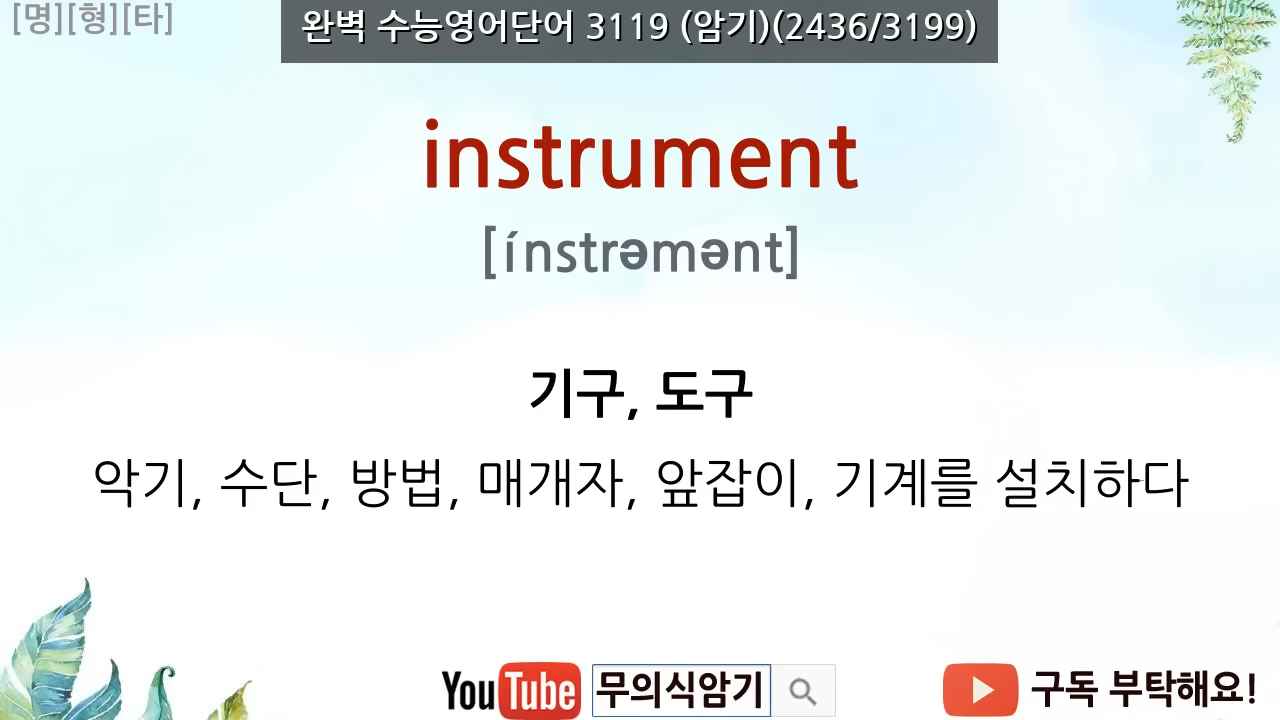 [명][형][타]
완벽 수능영어단어 3119 (암기)(2436/3199)
instrument
[ínstrəmənt]
기구, 도구
악기, 수단, 방법, 매개자, 앞잡이, 기계를 설치하다
YouTube 무의식암기
구독 부탁해요!